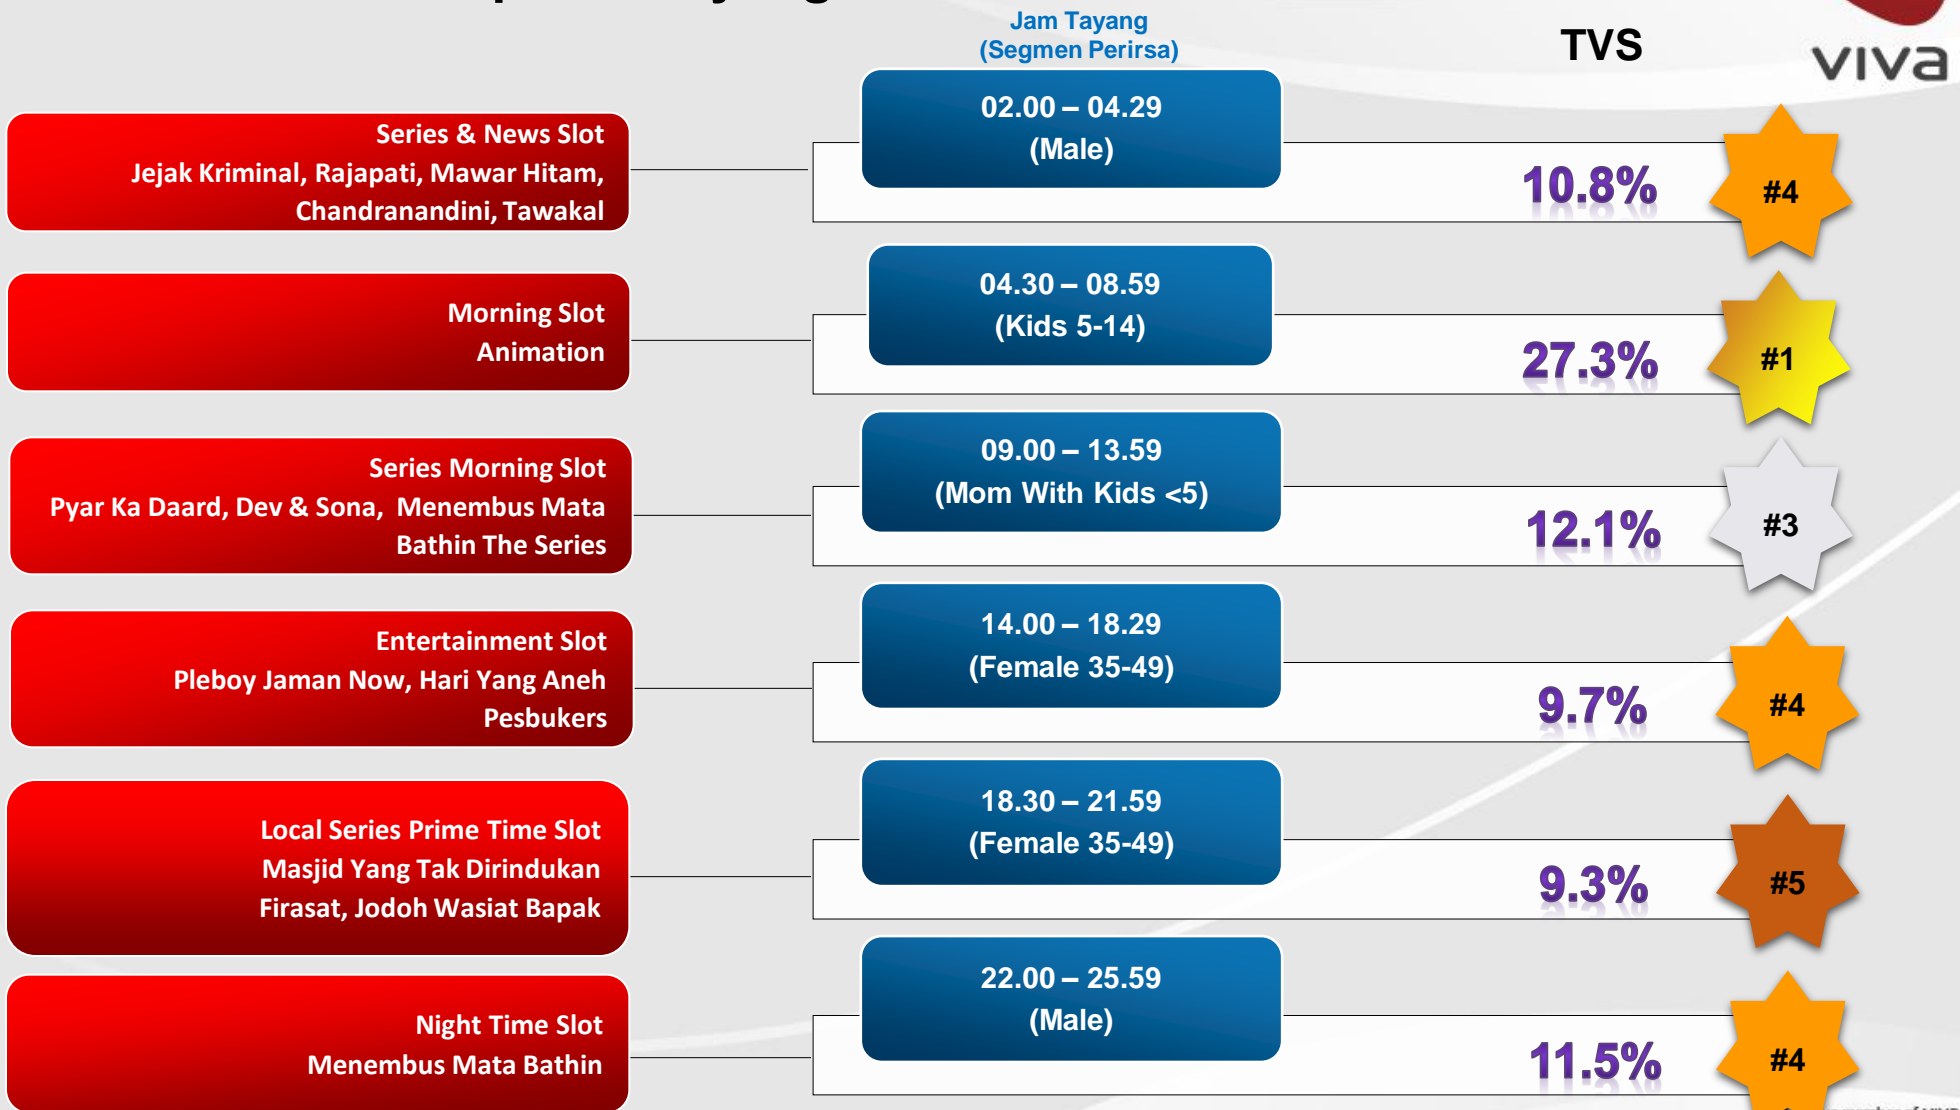 Jam Tayang
(Segmen Perirsa)
TVS
VIVa
Series & News Slot
Jejak Kriminal, Rajapati, Mawar Hitam,
Chandranandini, Tawakal
02.00 – 04.29
(Male)
10.8%
#4
Morning Slot
Animation
04.30 – 08.59
(Kids 5-14)
27.3%
#1
Series Morning Slot
Pyar Ka Daard, Dev & Sona, Menembus Mata
Bathin The Series
09.00 – 13.59
(Mom With Kids <5)
12.1%
#3
Entertainment Slot
Pleboy Jaman Now, Hari Yang Aneh
Pesbukers
14.00 – 18.29
(Female 35-49)
9.7%
#4
Local Series Prime Time Slot
Masjid Yang Tak Dirindukan
Firasat, Jodoh Wasiat Bapak
18.30 – 21.59
(Female 35-49)
9.3%
#5
Night Time Slot
Menembus Mata Bathin
22.00 – 25.59
(Male)
11.5%
#4